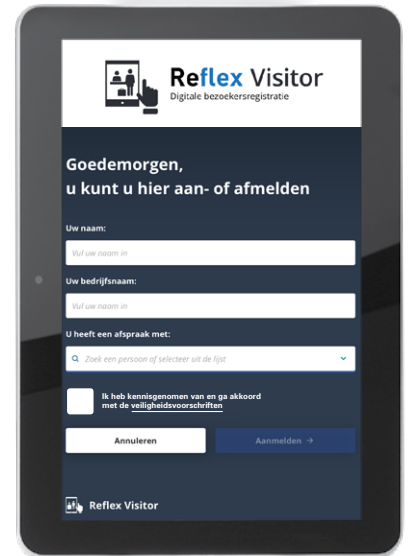 Reflex Visitor
Digitale bezoekersregistratie
Goedemorgen,
u kunt u hier aan- of afmelden
Uw naam:
Vul uw naam in
Uw bedrijfsnaam:
Vul uw naam in
U heeft een afspraak met:
Zoek een persoon of selecteer uit de lijst
Ik heb kennisgenomen van en ga akkoord
met de veiligheidsvoorschriften
Annuleren
Aanmelden →
Reflex Visitor